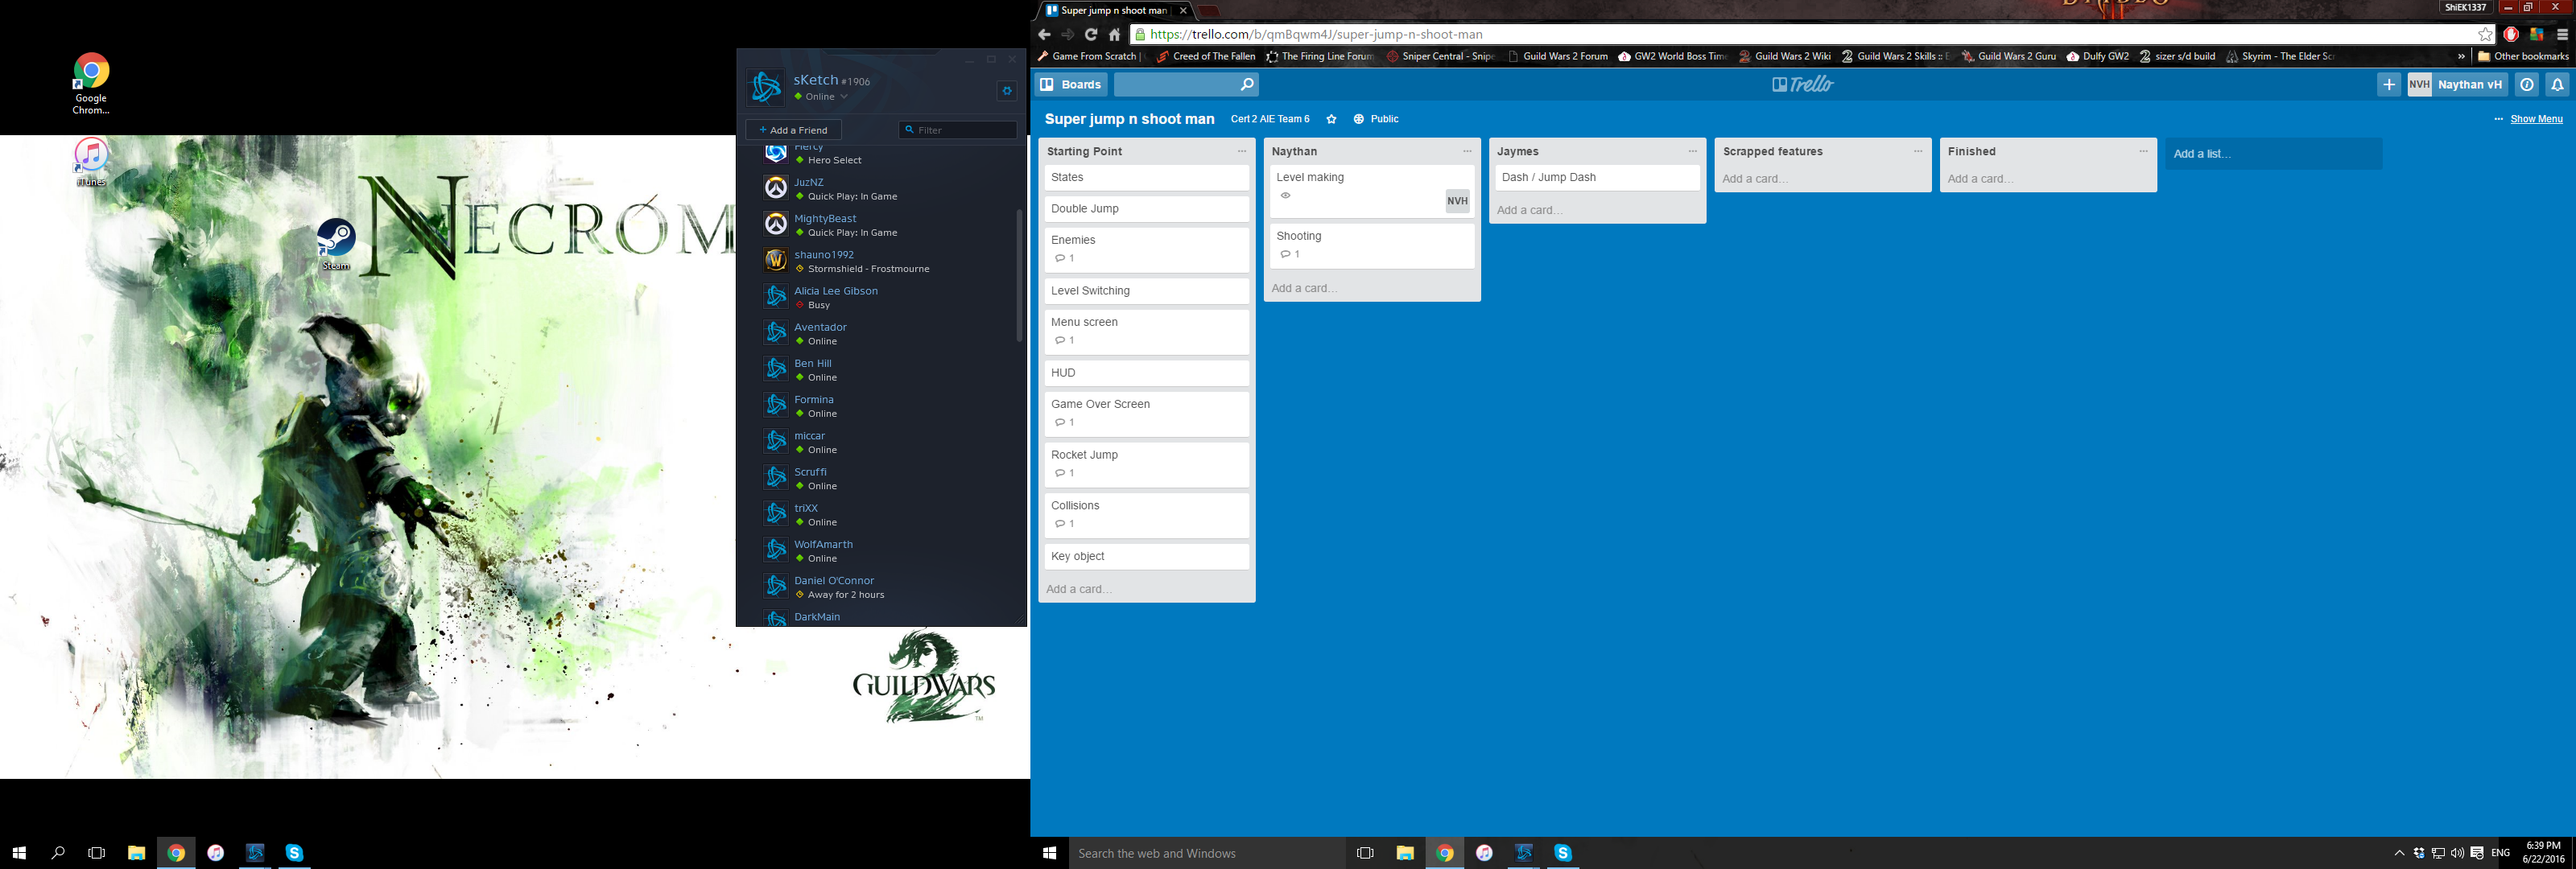 Google
Chrom...
iTunes
Steam
NECROM
GUILD WARS
2
TM
sKetch #1906
Online
+ Add a Friend
Filter
Mercy
Hero Select
JuzNZ
Quick Play: In Game
MightyBeast
Quick Play: In Game
shauno1992
Stormshield - Frostmourne
Alicia Lee Gibson
Busy
Aventador
Online
Ben Hill
Online
Formina
Online
miccar
Online
Scruffi
Online
triXX
Online
WolfAmarth
Online
Daniel O'Connor
Away for 2 hours
DarkMain
Super jump n shoot man |
ShiEK1337
https://trello.com/b/qmBqwm4J/super-jump-n-shoot-man
Game From Scratch |
Creed of The Fallen
The Firing Line Forum
Sniper Central - Snipe
Guild Wars 2 Forum
GW2 World Boss Time
Guild Wars 2 Wiki
Guild Wars 2 Skills :: E
Guild Wars 2 Guru
Dulfy GW2
sizer s/d build
Skyrim - The Elder Scr
»
Other bookmarks
Boards
Trello
NVH
Naythan vH
Super jump n shoot man
Cert 2 AIE Team 6
Public
... Show Menu
Starting Point
States
Double Jump
Enemies
1
Level Switching
Menu screen
1
HUD
Game Over Screen
1
Rocket Jump
1
Collisions
1
Key object
Add a card...
Naythan
Level making
NVH
Shooting
1
Add a card...
Jaymes
Dash / Jump Dash
Add a card...
Scrapped features
Add a card...
Finished
Add a card...
Add a list...
Search the web and Windows
ENG
6:39 PM
6/22/2016